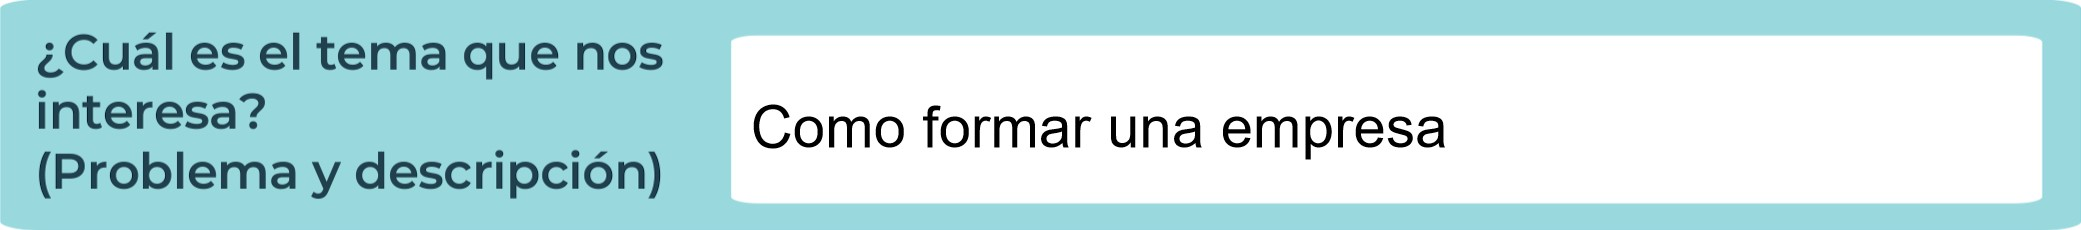 ¿Cuál es el tema que nos
interesa?
(Problema y descripción)
Como formar una empresa